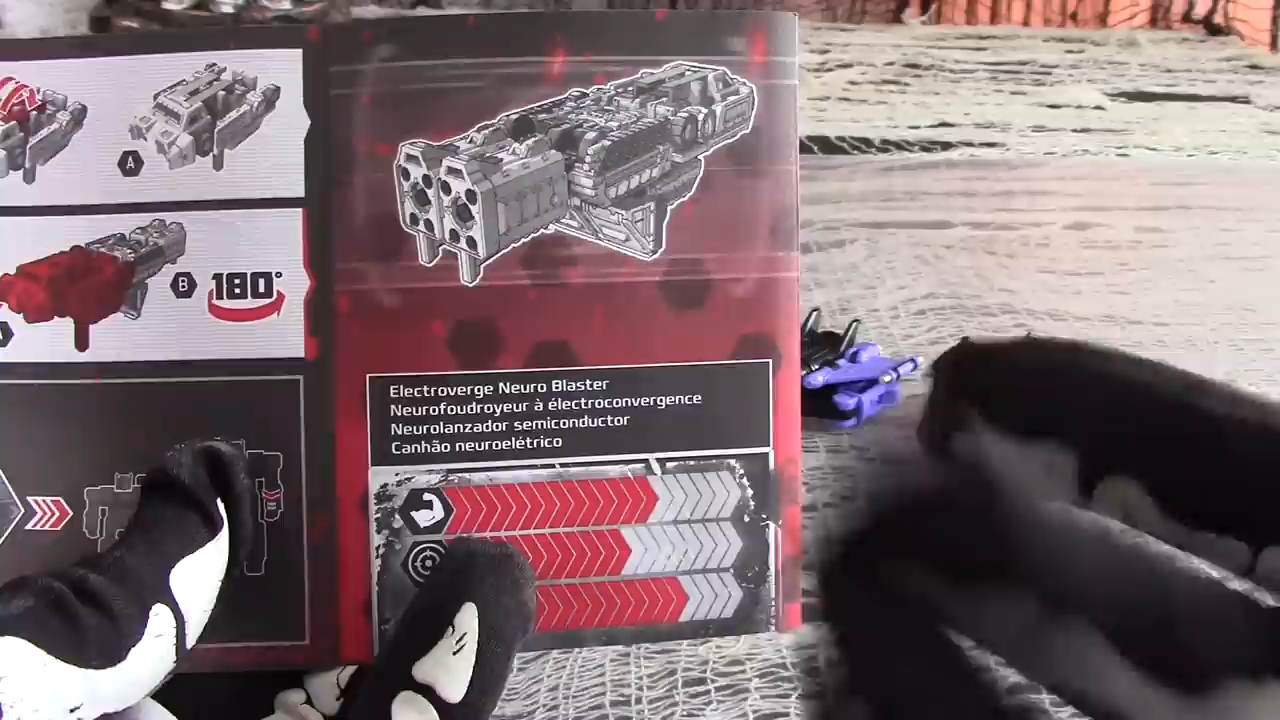 A
B
180°
Electroverge Neuro Blaster
Neurofoudroyeur à électroconvergence
Neurolanzador semiconductor
Canhão neuroelétrico